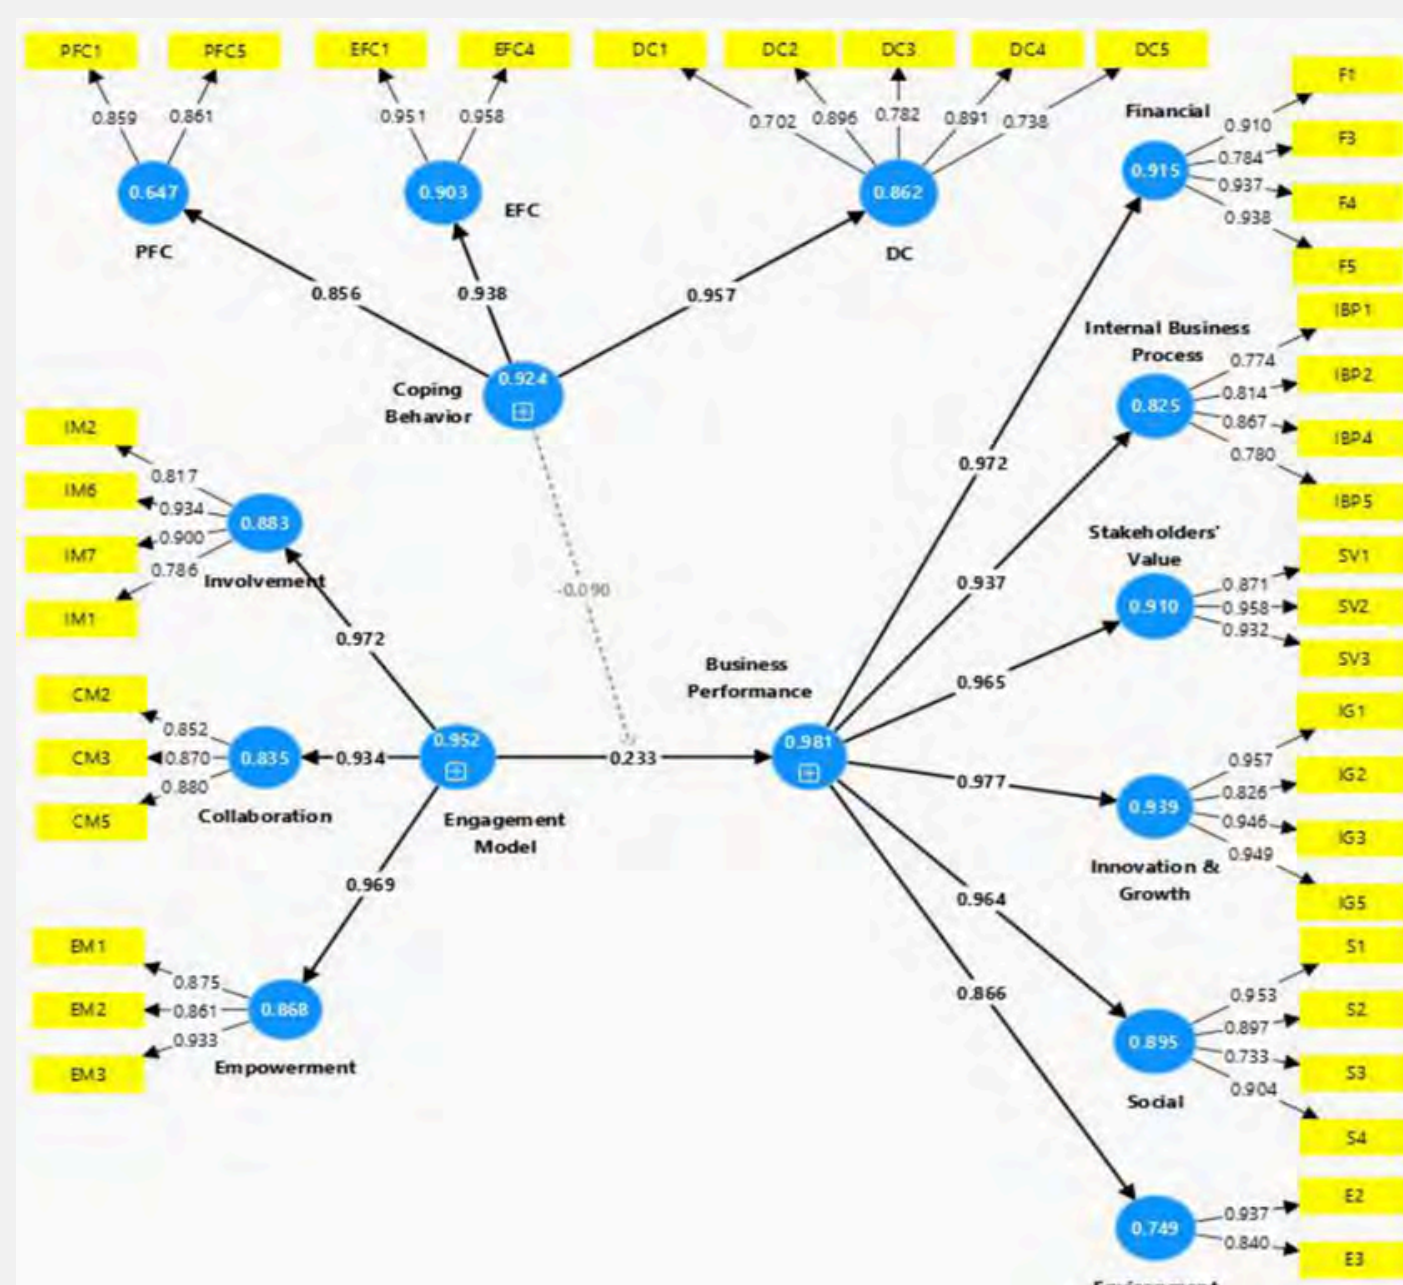 PFC1 PFC5 EFC1 EFC4 DC1 DC2 DC3 DC4 DC5
0.859 0.861 0.951 0.958 0.702 0.896 0.782 0.891 0.738
0.647 0.903 0.862
PFC EFC DC
0.856 0.938 0.957
0.924
Coping
Behavior
-0.090
IM2
IM6
IM7
IM1
0.817
0.934
0.900
0.786
0.883
Involvement
0.972
CM2
CM3
CM5
0.852
0.870
0.880
0.835
Collaboration
0.934
0.952
Engagement
Model
0.233
0.969
EM1
EM2
EM3
0.875
0.861
0.933
0.868
Empowerment
Business
Performance
0.981
0.972
0.937
0.965
0.977
0.964
0.866
Financial
0.915
0.910
0.784
0.937
0.938
F1
F3
F4
F5
Internal Business
Process
0.825
0.774
0.814
0.867
0.780
IBP1
IBP2
IBP4
IBP5
Stakeholders'
Value
0.910
0.871
0.958
0.932
SV1
SV2
SV3
0.939
Innovation &
Growth
0.957
0.826
0.946
0.949
IG1
IG2
IG3
IG5
0.895
Social
0.953
0.897
0.733
0.904
S1
S2
S3
S4
0.749
0.937
0.840
E2
E3